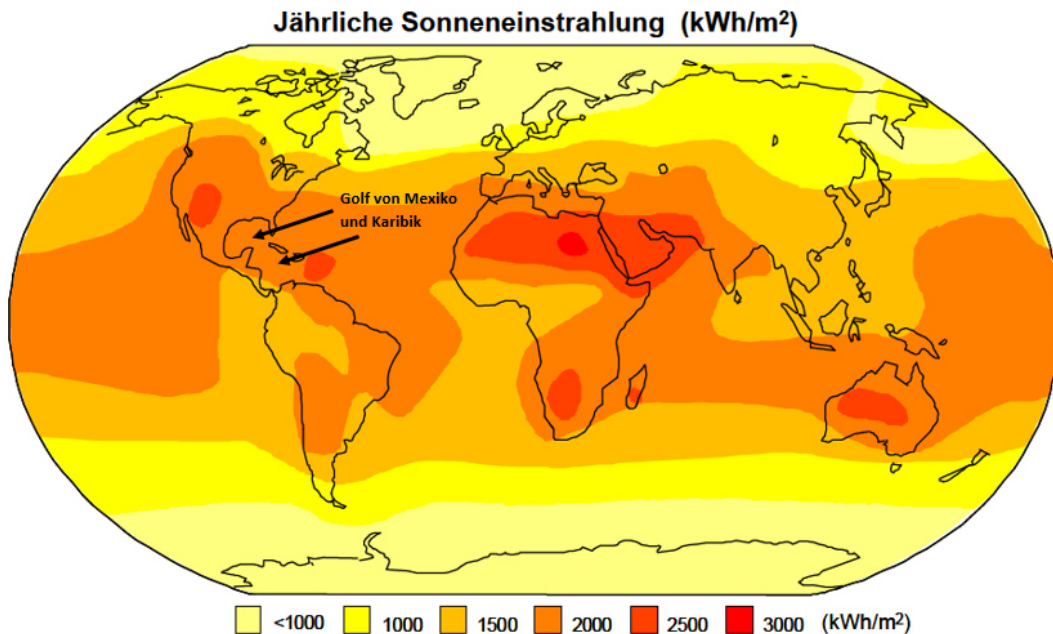 Jährliche Sonneneinstrahlung (kWh/m²)
Golf von Mexiko
und Karibik
<1000 1000 1500 2000 2500 3000 (kWh/m²)